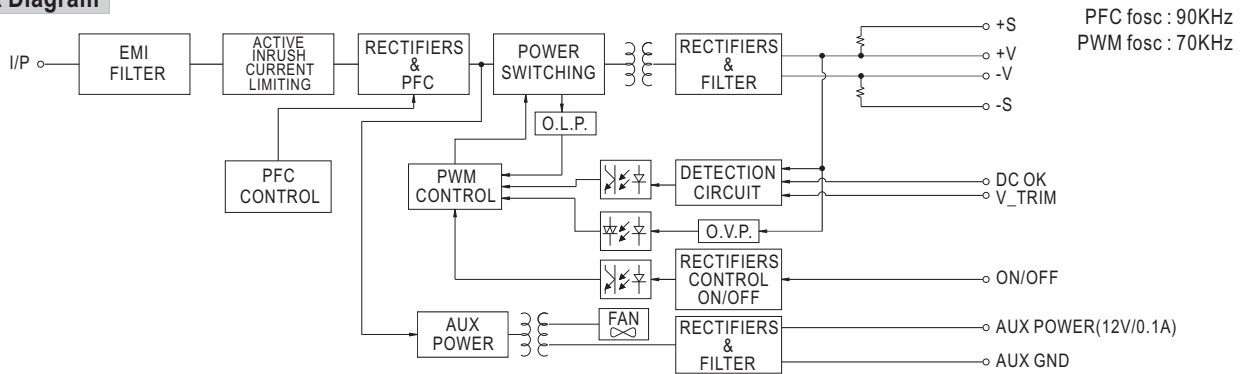 Diagram
PFC fosc : 90KHz
PWM fosc : 70KHz
I/P
EMI
FILTER
ACTIVE
INRUSH
CURRENT
LIMITING
RECTIFIERS
&
PFC
POWER
SWITCHING
RECTIFIERS
&
FILTER
+S
+V
-V
-S
O.L.P.
PFC
CONTROL
PWM
CONTROL
DETECTION
CIRCUIT
DC OK
V_TRIM
O.V.P.
RECTIFIERS
CONTROL
ON/OFF
ON/OFF
AUX
POWER
FAN
RECTIFIERS
&
FILTER
AUX POWER(12V/0.1A)
AUX GND